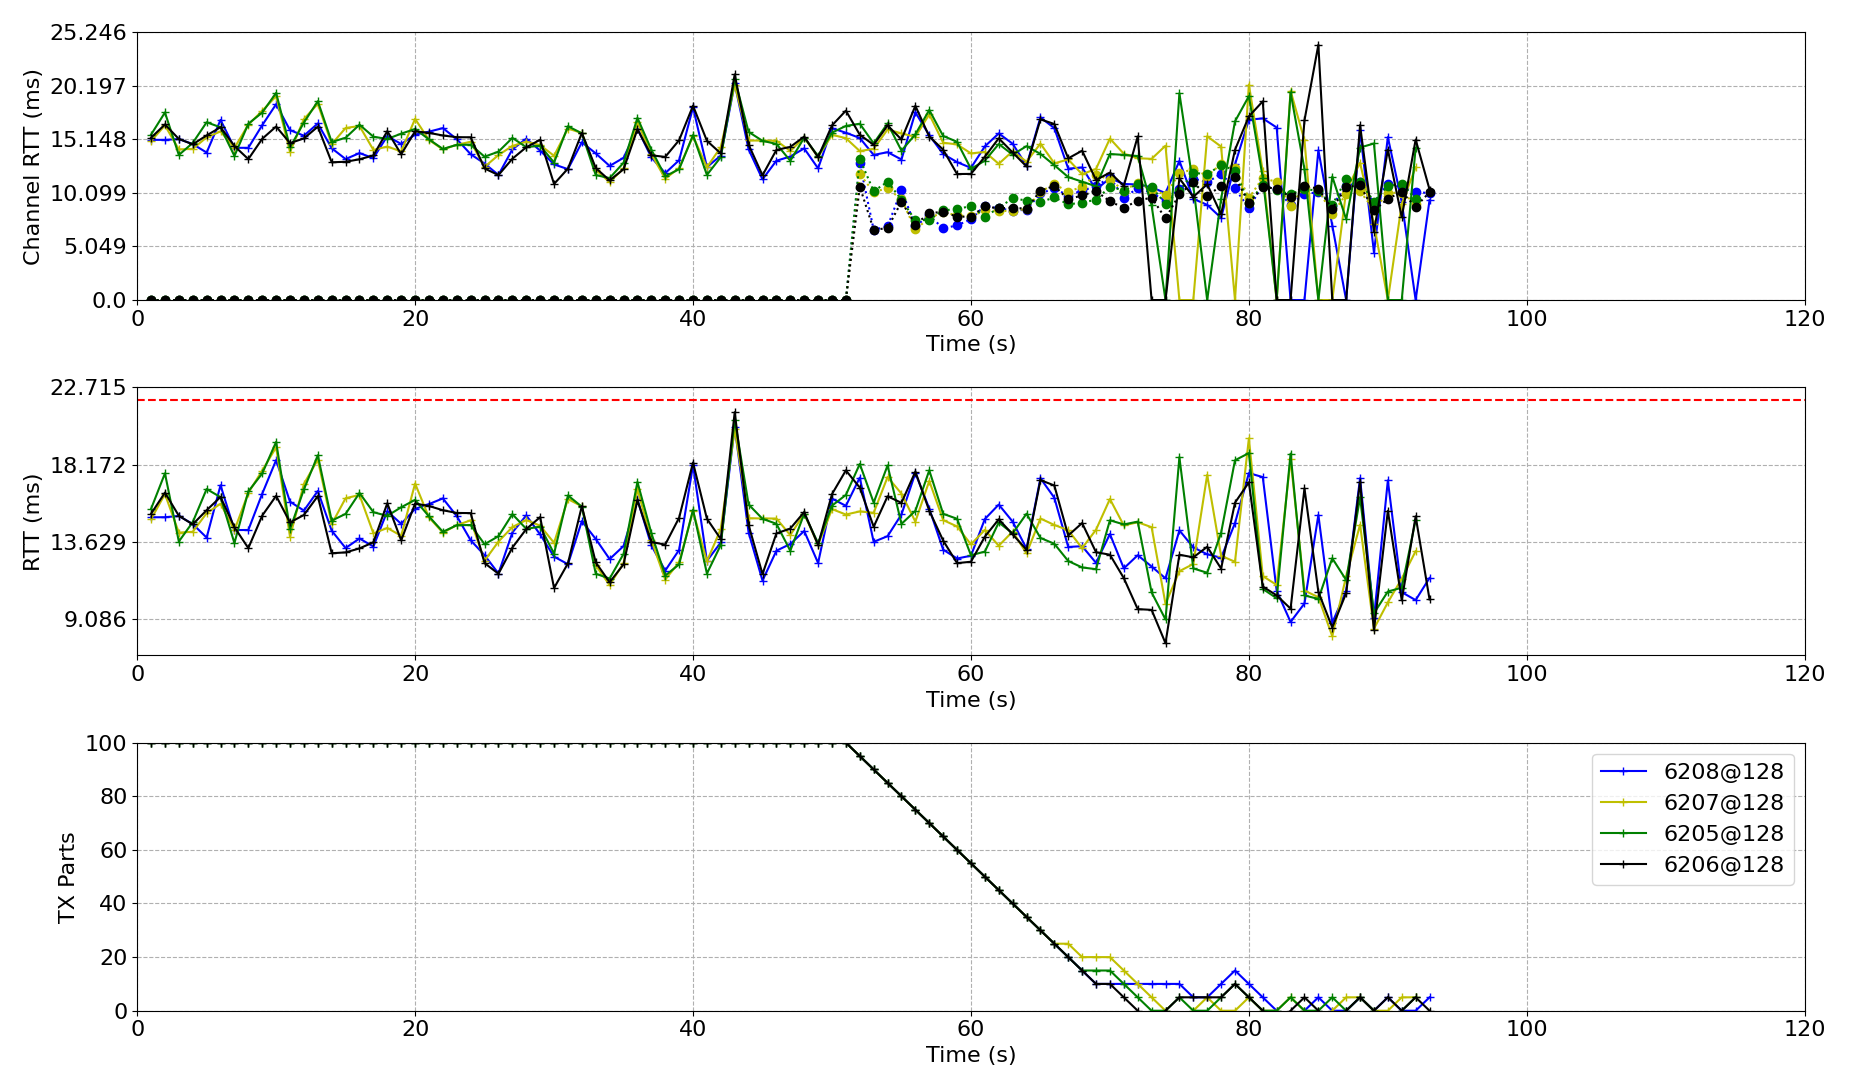 Channel RTT (ms)
25.246
20.197
15.148
10.099
5.049
0.0
0 20 40 60 80 100 120
Time (s)
RTT (ms)
22.715
18.172
13.629
9.086
0 20 40 60 80 100 120
Time (s)
TX Parts
100
80
60
40
20
0
6208@128
6207@128
6205@128
6206@128
0 20 40 60 80 100 120
Time (s)